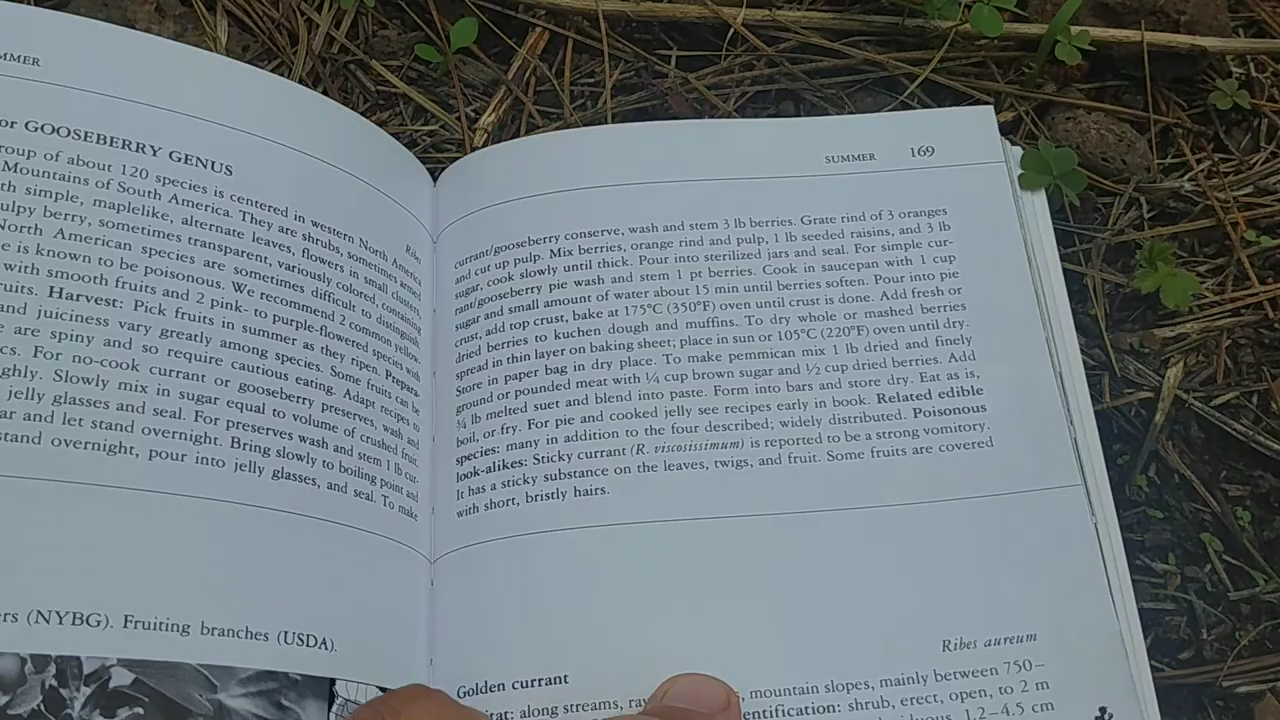 MMER
or GOOSEBERRY GENUS
Ribes
roup of about 120 species is centered in western North America
Mountains of South America. They are shrubs, sometimes armed
th simple, maplelike, alternate leaves, flowers in small clusters,
ulpy berry, sometimes transparent, variously colored, containing
North American species are sometimes difficult to distinguish.
e is known to be poisonous. We recommend 2 common yellow-
with smooth fruits and 2 pink- to purple-flowered species with
ruits. Harvest: Pick fruits in summer as they ripen. Prepara-
and juiciness vary greatly among species. Some fruits can be
e are spiny and so require cautious eating. Adapt recipes to
cs. For no-cook currant or gooseberry preserves, wash and
ghly. Slowly mix in sugar equal to volume of crushed fruit.
jelly glasses and seal. For preserves wash and stem 1 lb cur-
ar and let stand overnight. Bring slowly to boiling point and
stand overnight, pour into jelly glasses, and seal. To make
ers (NYBG). Fruiting branches (USDA).
SUMMER 169
currant/gooseberry conserve, wash and stem 3 lb berries. Grate rind of 3 oranges
and cut up pulp. Mix berries, orange rind and pulp, 1 lb seeded raisins, and 3 lb
sugar, cook slowly until thick. Pour into sterilized jars and seal. For simple cur-
rant/gooseberry pie wash and stem 1 pt berries. Cook in saucepan with 1 cup
sugar and small amount of water about 15 min until berries soften. Pour into pie
crust, add top crust, bake at 175°C (350°F) oven until crust is done. Add fresh or
dried berries to kuchen dough and muffins. To dry whole or mashed berries
spread in thin layer on baking sheet; place in sun or 105°C (220°F) oven until dry.
Store in paper bag in dry place. To make pemmican mix 1 lb dried and finely
ground or pounded meat with ¼ cup brown sugar and ½ cup dried berries. Add
¾ lb melted suet and blend into paste. Form into bars and store dry. Eat as is,
boil, or fry. For pie and cooked jelly see recipes early in book. Related edible
species: many in addition to the four described; widely distributed. Poisonous
look-alikes: Sticky currant (R. viscosissimum) is reported to be a strong vomitory.
It has a sticky substance on the leaves, twigs, and fruit. Some fruits are covered
with short, bristly hairs.
Golden currant Ribes aureum
tat: along streams, ra , mountain slopes, mainly between 750–
entification: shrub, erect, open, to 2 m
1.2–4.5 cm